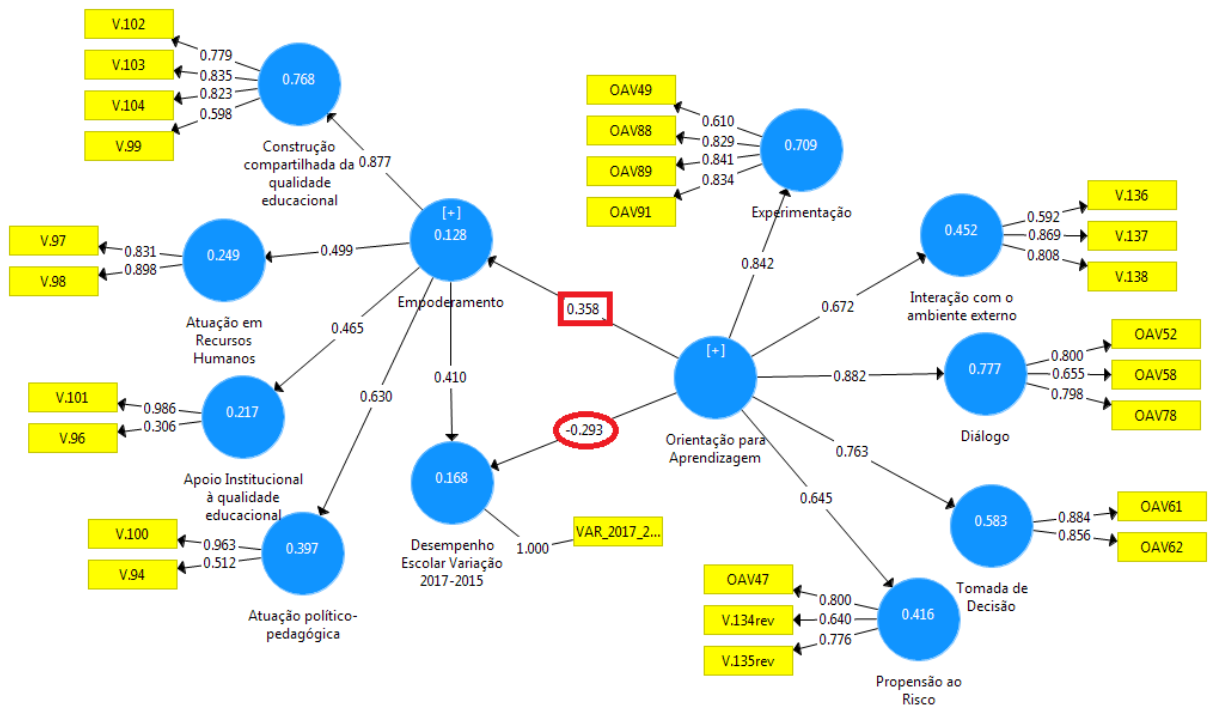 V.102
V.103
V.104
V.99
0.779
0.835
0.823
0.598
0.768
Construção
compartilhada da
qualidade
educacional
0.877
V.97
V.98
0.831
0.898
0.249
Atuação em
Recursos
Humanos
0.499
[+]
0.128
Empoderamento
0.465
V.101
V.96
0.986
0.306
0.217
Apoio Institucional
à qualidade
educacional
0.630
V.100
V.94
0.963
0.512
0.397
Atuação político-
pedagógica
0.410
0.168
Desempenho
Escolar Variação
2017-2015
1.000
VAR_2017_2...
0.358
-0.293
[+]
Orientação para
Aprendizagem
OAV49
OAV88
OAV89
OAV91
0.610
0.829
0.841
0.834
0.709
Experimentação
0.842
0.672
0.452
Interação com o
ambiente externo
0.592
0.869
0.808
V.136
V.137
V.138
0.882
0.777
Diálogo
0.800
0.655
0.798
OAV52
OAV58
OAV78
0.763
0.583
Tomada de
Decisão
0.884
0.856
OAV61
OAV62
0.645
0.416
Propensão ao
Risco
OAV47
V.134rev
V.135rev
0.800
0.640
0.776